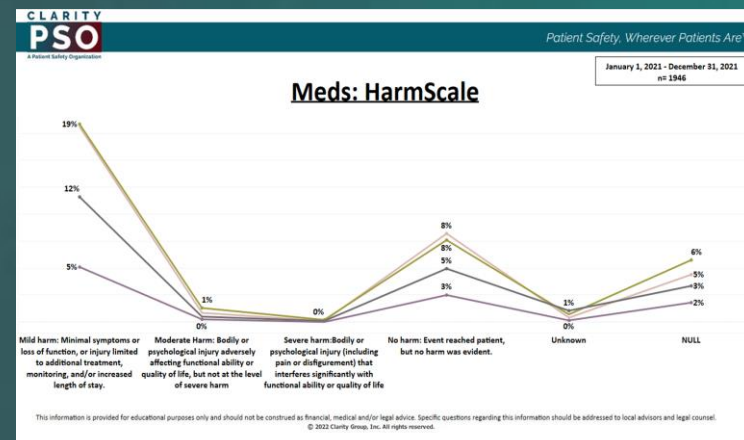 CLARITY
PSO
A Patient Safety Organization
Patient Safety, Wherever Patients Are
January 1, 2021 - December 31, 2021
n= 1946
Meds: HarmScale
19%
12%
5%
1%
0%
0%
8%
8%
5%
3%
1%
0%
6%
5%
3%
2%
Mild harm: Minimal symptoms or
loss of function, or injury limited
to additional treatment,
monitoring, and/or increased
length of stay.
Moderate Harm: Bodily or
psychological injury adversely
affecting functional ability or
quality of life, but not at the level
of severe harm
Severe harm:Bodily or
psychological injury (including
pain or disfigurement) that
interferes significantly with
functional ability or quality of life
No harm: Event reached patient,
but no harm was evident.
Unknown
NULL
This information is provided for educational purposes only and should not be construed as financial, medical and/or legal advice. Specific questions regarding this information should be addressed to local advisors and legal counsel.
© 2022 Clarity Group, Inc. All rights reserved.